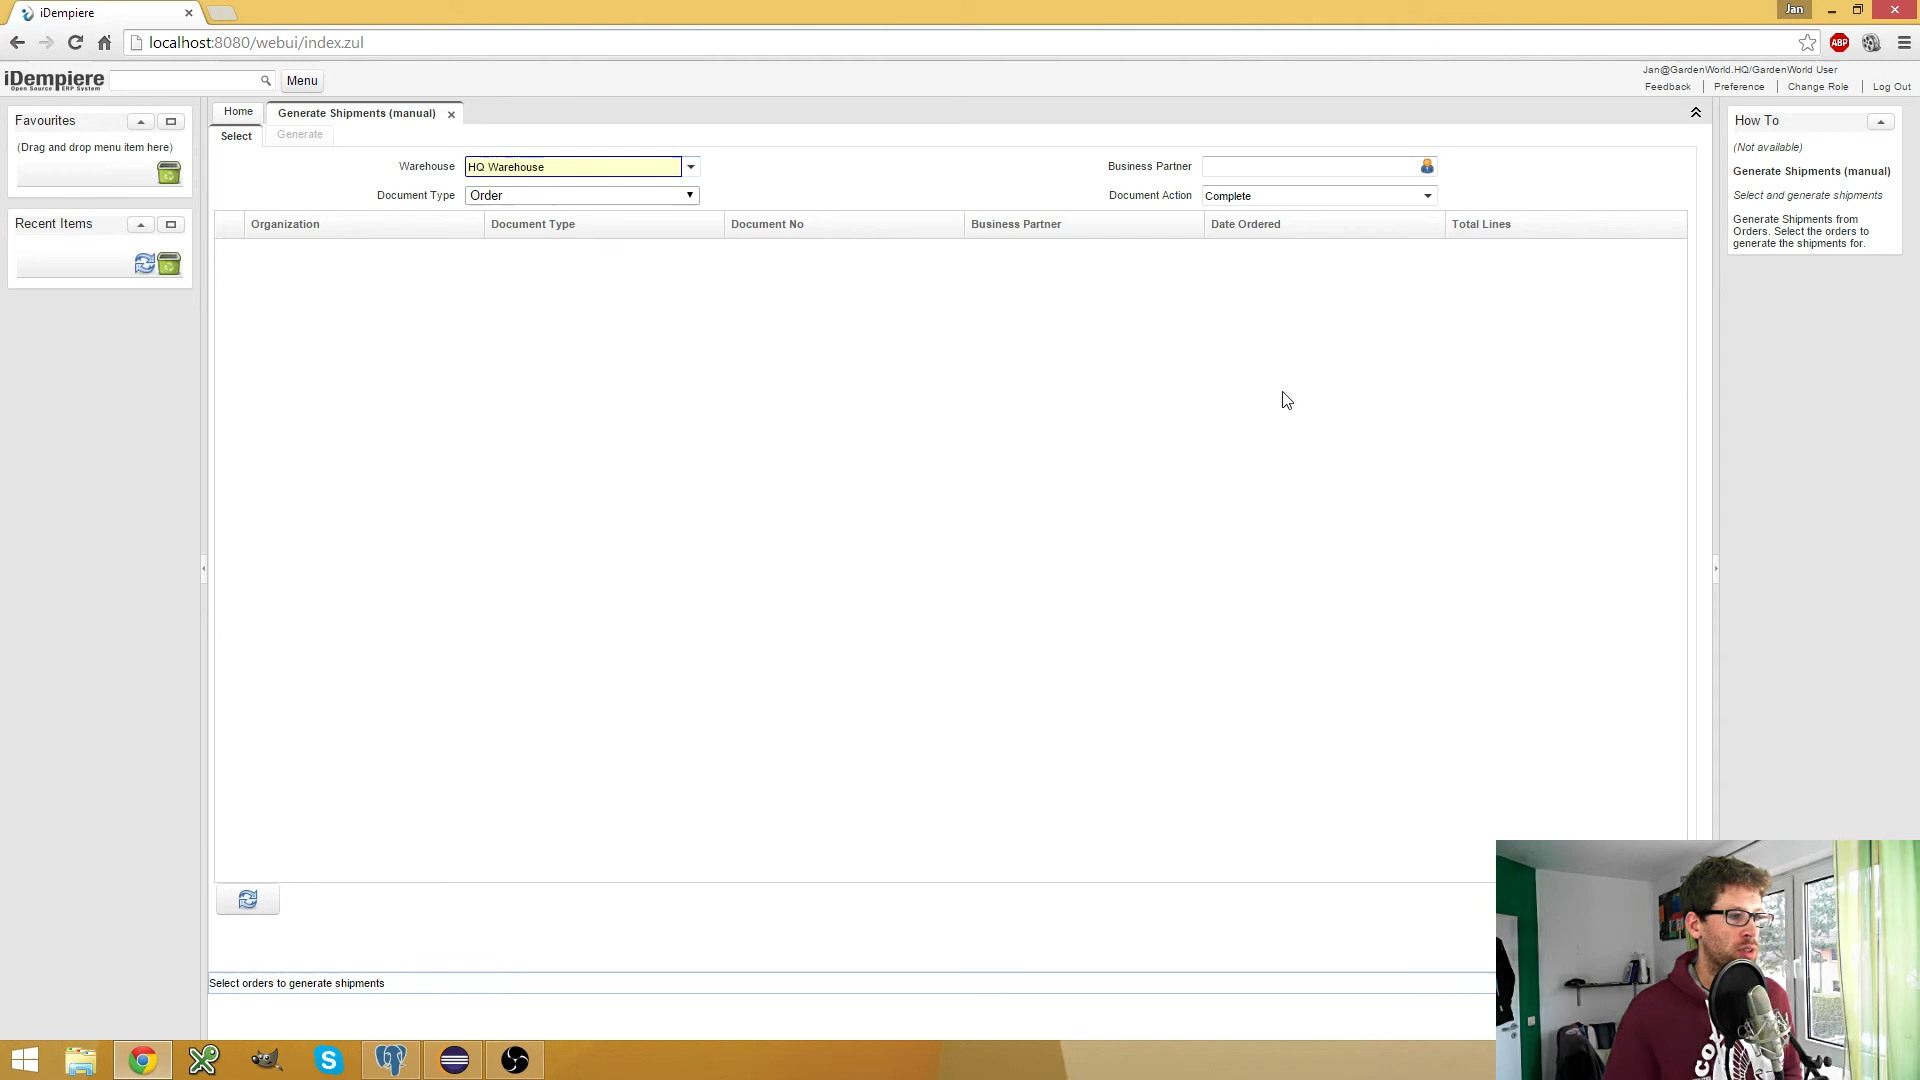 iDempiere
Jan
localhost:8080/webui/index.zul
ABP
iDempiere
Open Source ERP System
Menu
Jan@GardenWorld.HQ/GardenWorld User
Feedback
Preference
Change Role
Log Out
Favourites
(Drag and drop menu item here)
Recent Items
Home
Generate Shipments (manual)
Select
Generate
Warehouse
HQ Warehouse
Business Partner
Document Type
Order
Document Action
Complete
Organization
Document Type
Document No
Business Partner
Date Ordered
Total Lines
How To
(Not available)
Generate Shipments (manual)
Select and generate shipments
Generate Shipments from
Orders. Select the orders to
generate the shipments for.
Select orders to generate shipments